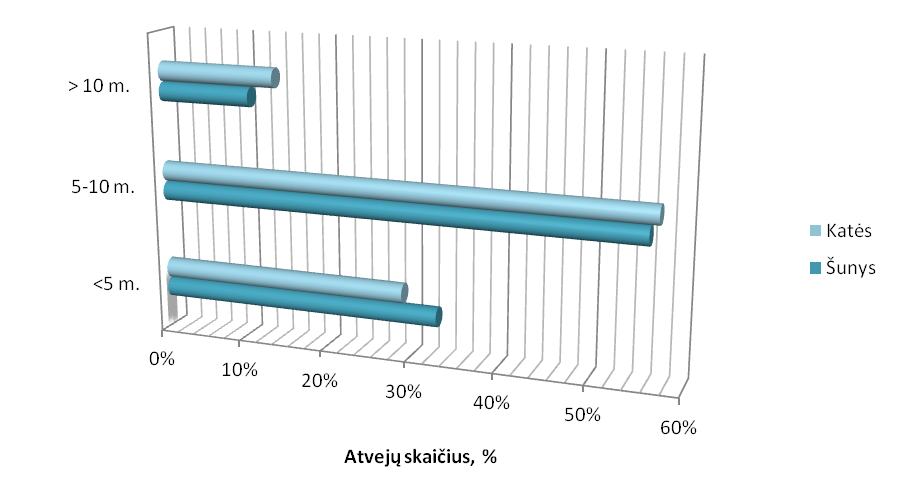 > 10 m.
5-10 m.
<5 m.
0%
10%
20%
30%
40%
50%
60%
Atvejų skaičius, %
Katės
Šunys